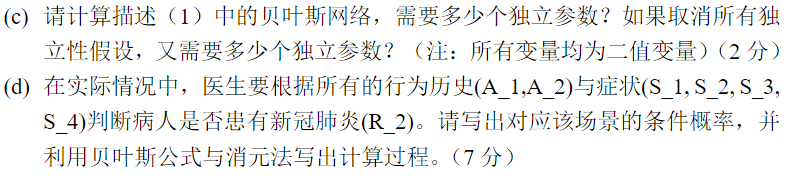 (c) 请计算描述（1）中的贝叶斯网络，需要多少个独立参数？如果取消所有独
立性假设，又需要多少个独立参数？（注：所有变量均为二值变量）（2 分）
(d) 在实际情况中，医生要根据所有的行为历史(A_1,A_2)与症状(S_1, S_2, S_3,
S_4)判断病人是否患有新冠肺炎(R_2)。请写出对应该场景的条件概率，并
利用贝叶斯公式与消元法写出计算过程。（7 分）